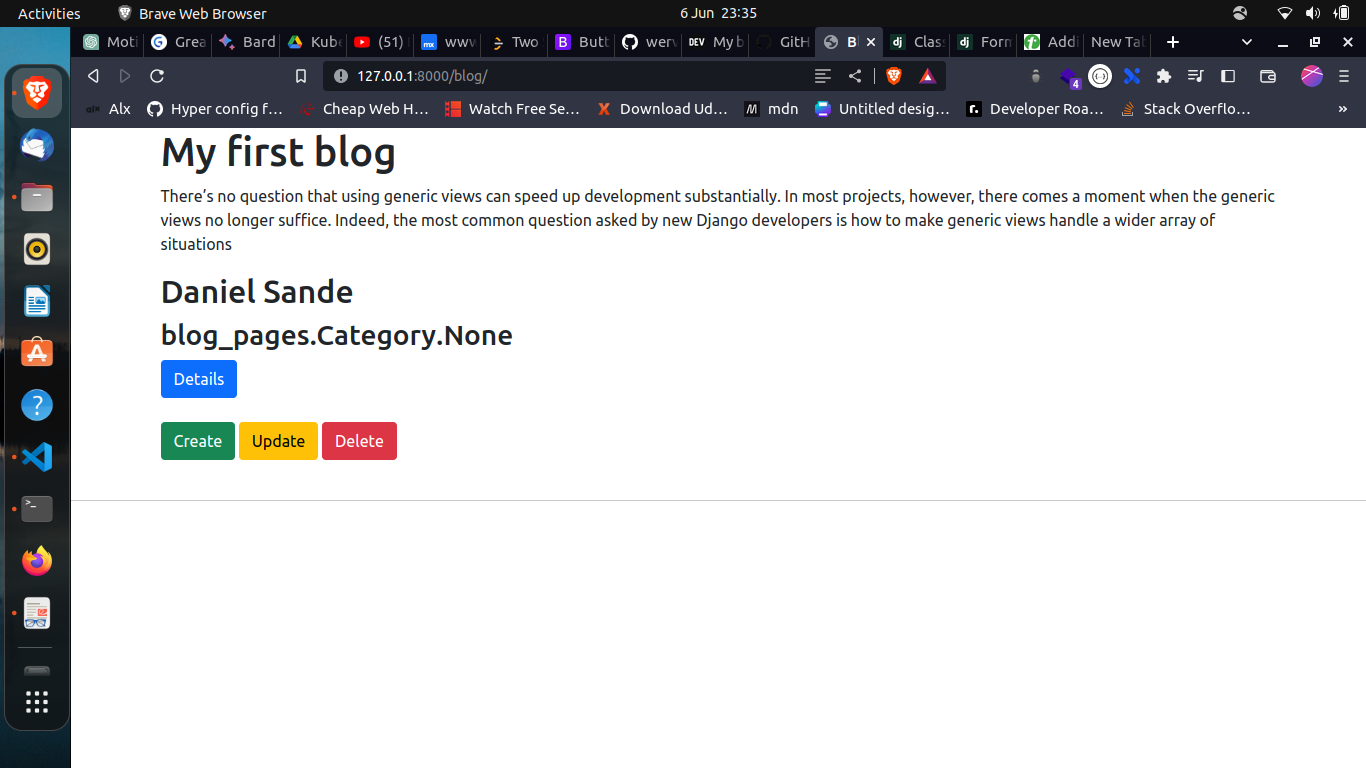 Activities Brave Web Browser 6 Jun 23:35
Moti Grea Bard Kube (51) www Two Butt wer My b GitH B Clas Forn Addi New Tab
127.0.0.1:8000/blog/
4
Alx Hyper config f… Cheap Web H… Watch Free Se… Download Ud… mdn Untitled desig… Developer Roa… Stack Overflo… »
My first blog
There’s no question that using generic views can speed up development substantially. In most projects, however, there comes a moment when the generic
views no longer suffice. Indeed, the most common question asked by new Django developers is how to make generic views handle a wider array of
situations
Daniel Sande
blog_pages.Category.None
Details
Create Update Delete